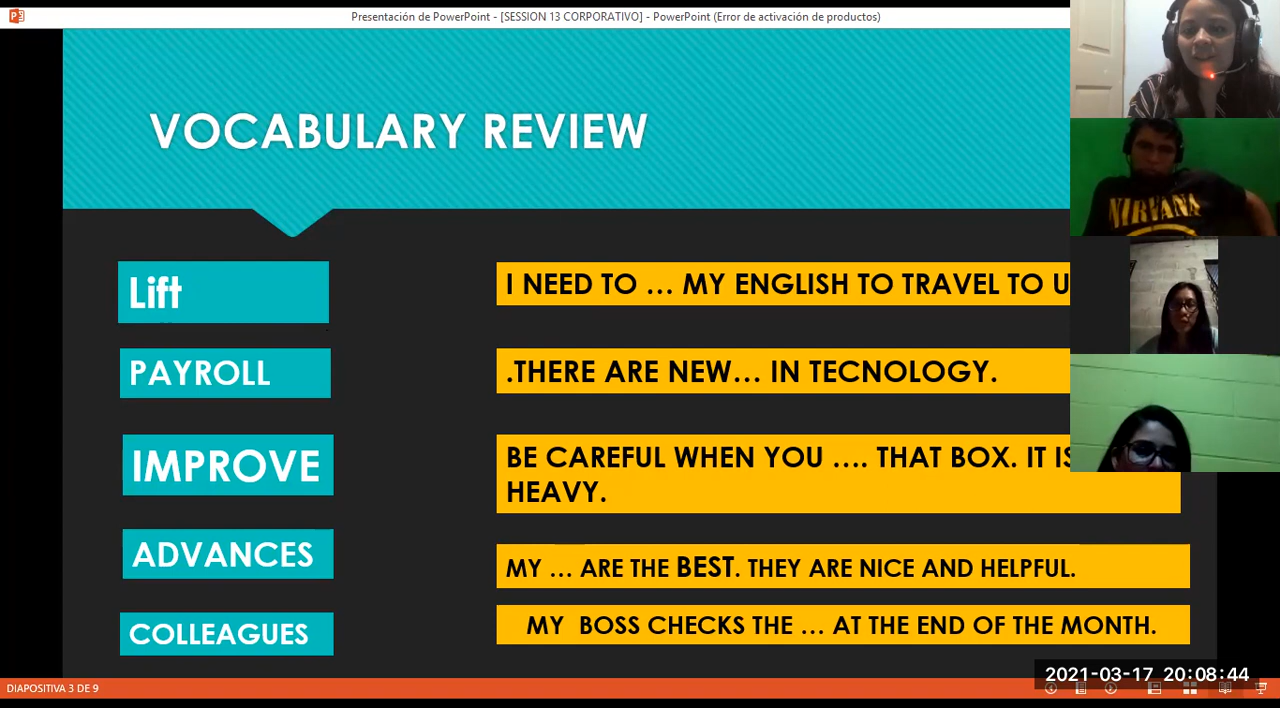 Presentación de PowerPoint - [SESSION 13 CORPORATIVO] - PowerPoint (Error de activación de productos)
VOCABULARY REVIEW
Lift
I NEED TO ... MY ENGLISH TO TRAVEL TO
PAYROLL
.THERE ARE NEW... IN TECNOLOGY.
IMPROVE
BE CAREFUL WHEN YOU .... THAT BOX. IT IS
HEAVY.
ADVANCES
MY ... ARE THE BEST. THEY ARE NICE AND HELPFUL.
COLLEAGUES
MY BOSS CHECKS THE ... AT THE END OF THE MONTH.
NIRVANA
2021-03-17 20:08:44
DIAPOSITIVA 3 DE 9